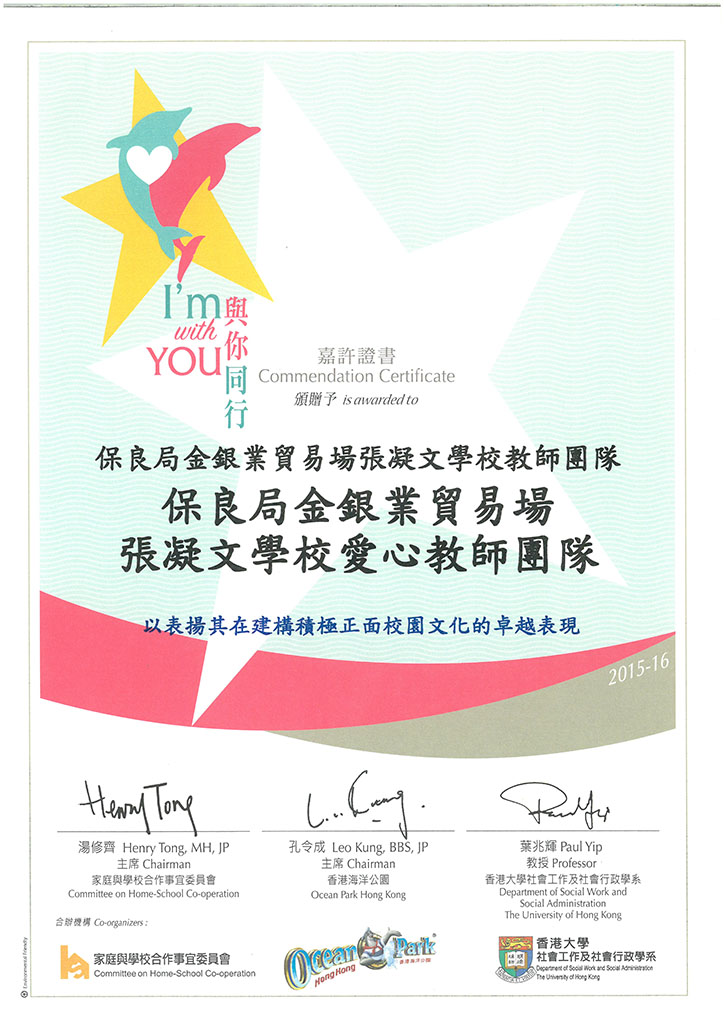 I'm
with
YOU
與你同行
嘉許證書
Commendation Certificate
頒贈予 is awarded to
保良局金銀業貿易場張凝文學校教師團隊
保良局金銀業貿易場
張凝文學校愛心教師團隊
以表揚其在建構積極正面校園文化的卓越表現
2015-16
Henry Tong
湯修齊 Henry Tong, MH, JP
主席 Chairman
家庭與學校合作事宜委員會
Committee on Home-School Co-operation
孔令成 Leo Kung, BBS, JP
主席 Chairman
香港海洋公園
Ocean Park Hong Kong
Paul Yip
葉兆輝 Paul Yip
教授 Professor
香港大學社會工作及社會行政學系
Department of Social Work and
Social Administration
The University of Hong Kong
合辦機構 Co-organizers :
家庭與學校合作事宜委員會
Committee on Home-School Co-operation
Ocean Park
Hong Kong
香港海洋公園
香港大學
社會工作及社會行政學系
Department of Social Work and Social Administration
The University of Hong Kong
Environmental Friendly